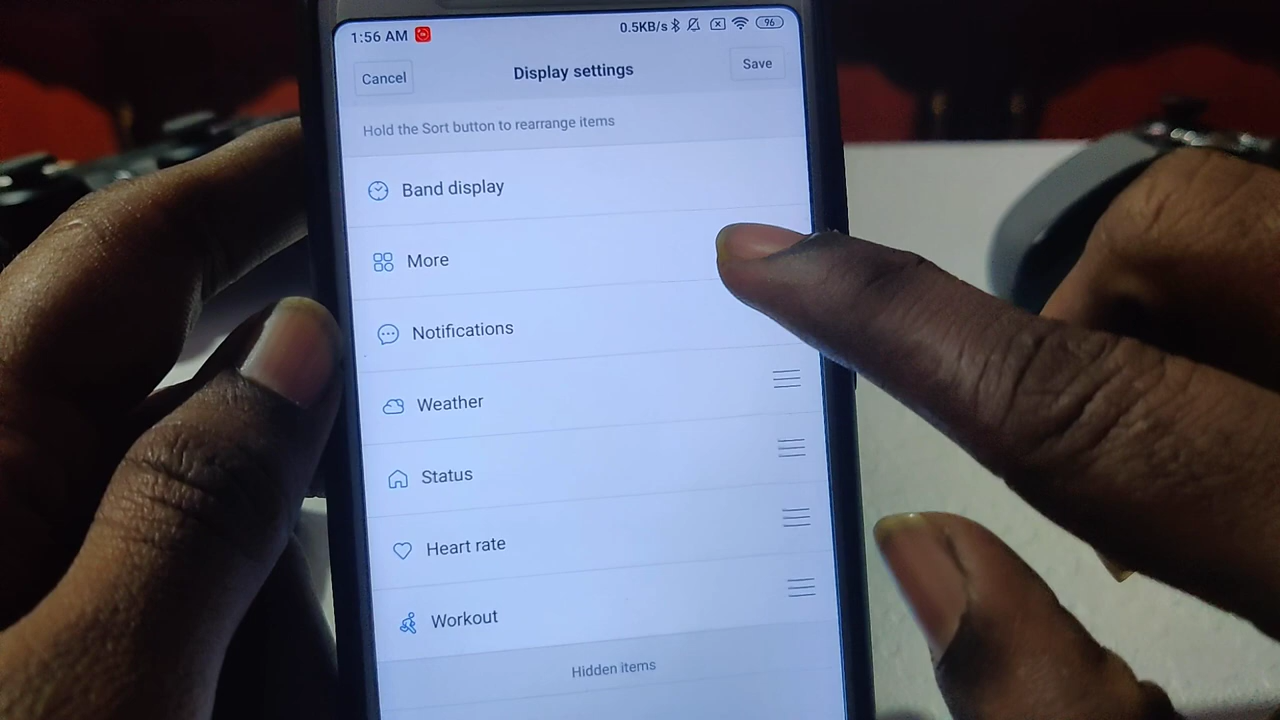 1:56 AM 0.5KB/s 96
Cancel Display settings Save
Hold the Sort button to rearrange items
Band display
More
Notifications
Weather
Status
Heart rate
Workout
Hidden items